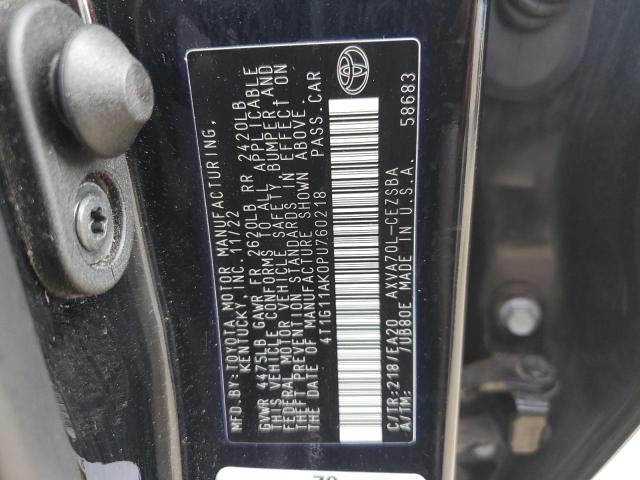 MFD. BY: TOYOTA MOTOR MANUFACTURING,
KENTUCKY, INC. 11/22
GVWR 4475LB GAWR FR 2620LB RR 2420LB
THIS VEHICLE CONFORMS TO ALL APPLICABLE
FEDERAL MOTOR VEHICLE SAFETY BUMPER AND
THEFT PREVENTION STANDARDS IN EFFECT ON
THE DATE OF MANUFACTURE SHOWN ABOVE.
4T1G11AK0PU760218 PASS.CAR
C/TR:218/EA20 AXVA70L-CEZSBA
A/TM: /UB80E MADE IN U.S.A. 58683